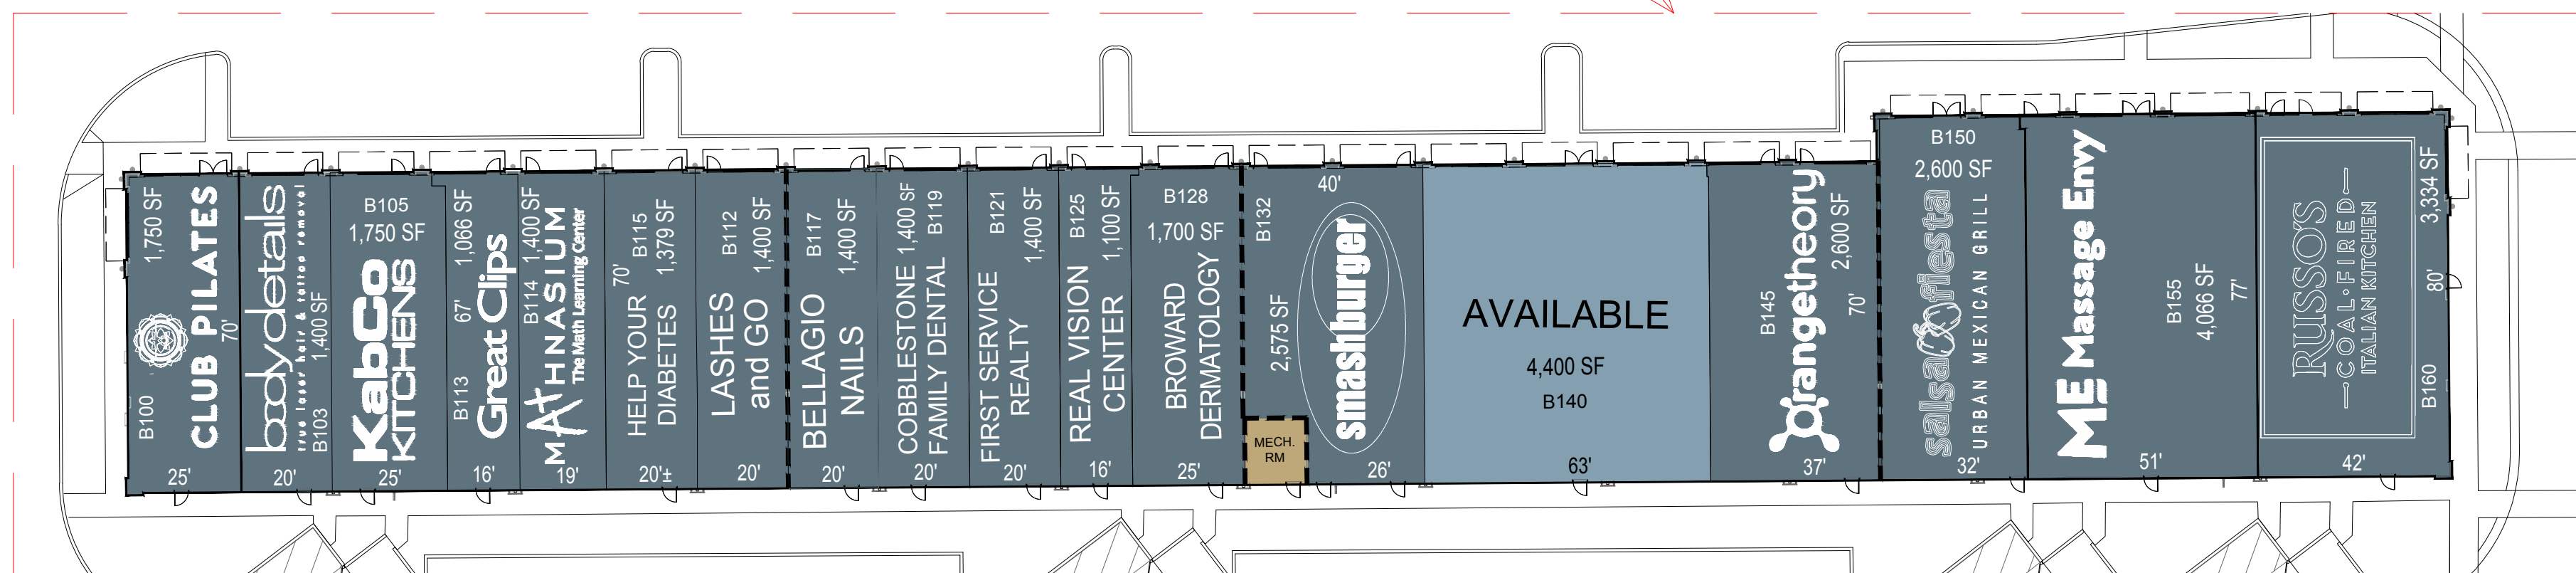 B100
1,750 SF
CLUB PILATES
70'
25'
bodydetails
true laser hair & tattoo removal
B103
1,400 SF
20'
B105
1,750 SF
KabCo
KITCHENS
25'
B113
67'
1,066 SF
Great Clips
16'
B114
1,400 SF
MATHNASIUM
The Math Learning Center
19'
70'
B115
1,379 SF
HELP YOUR
DIABETES
20'±
B112
1,400 SF
LASHES
and GO
20'
B117
1,400 SF
BELLAGIO
NAILS
20'
COBBLESTONE
FAMILY DENTAL
1,400 SF
B119
20'
B121
1,400 SF
FIRST SERVICE
REALTY
20'
B125
1,100 SF
REAL VISION
CENTER
16'
B128
1,700 SF
BROWARD
DERMATOLOGY
25'
B132
40'
2,575 SF
smashburger
MECH.
RM
26'
AVAILABLE
4,400 SF
B140
63'
B145
orangetheory
2,600 SF
70'
37'
B150
2,600 SF
salsa fiesta
URBAN MEXICAN GRILL
32'
ME Massage Envy
B155
4,066 SF
77'
51'
RUSSO'S
COAL•FIRED
ITALIAN KITCHEN
3,334 SF
80'
B160
42'